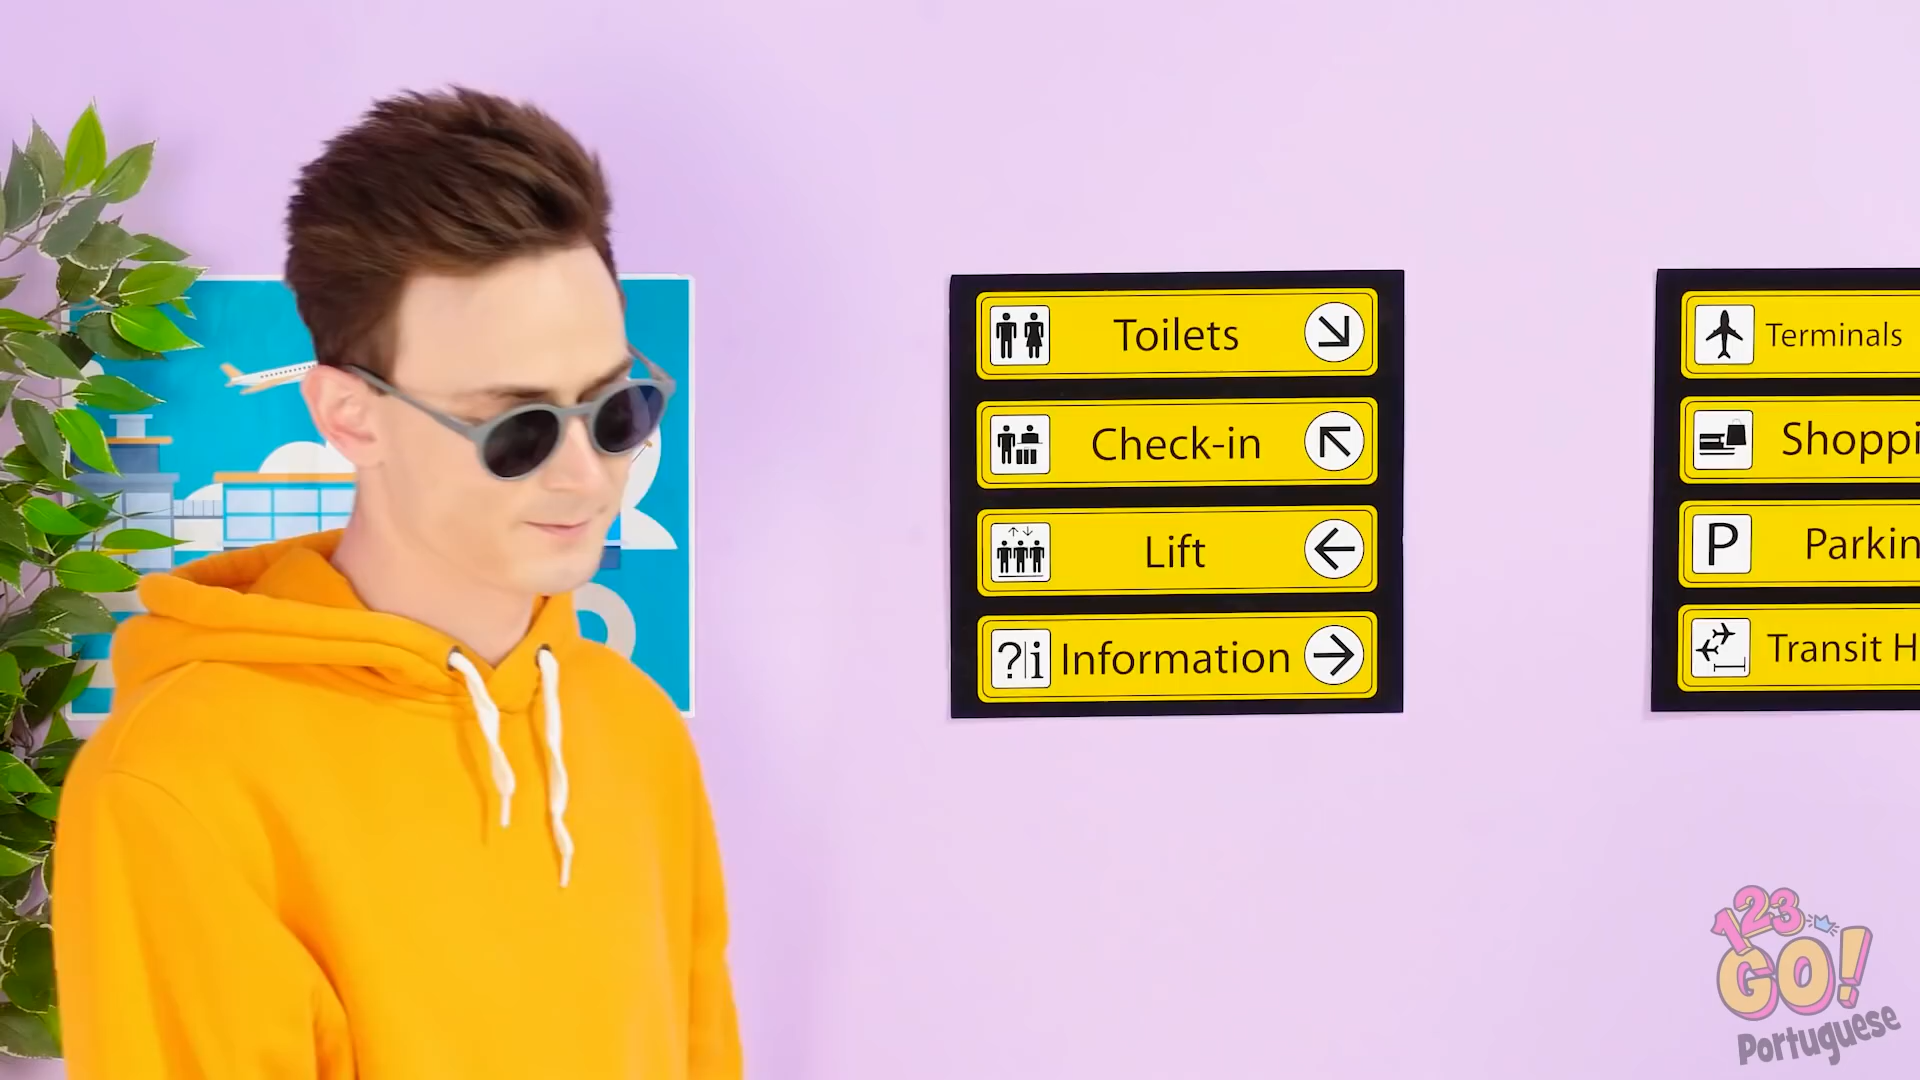 Toilets
Check-in
Lift
?|i Information
Terminals
Shoppi
P Parkin
Transit H
123
GO!
Portuguese